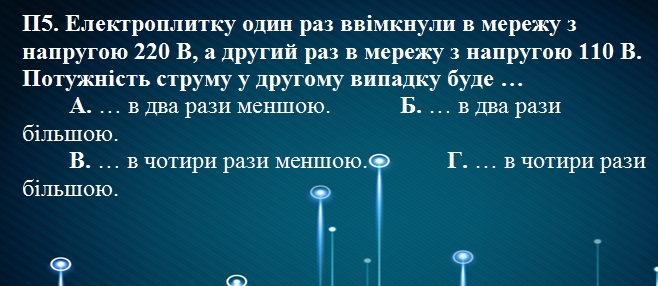 П5. Електроплитку один раз ввімкнули в мережу з
напругою 220 В, а другий раз в мережу з напругою 110 В.
Потужність струму у другому випадку буде …
А. … в два рази меншою. Б. … в два рази
більшою.
В. … в чотири рази меншою. Г. … в чотири рази
більшою.